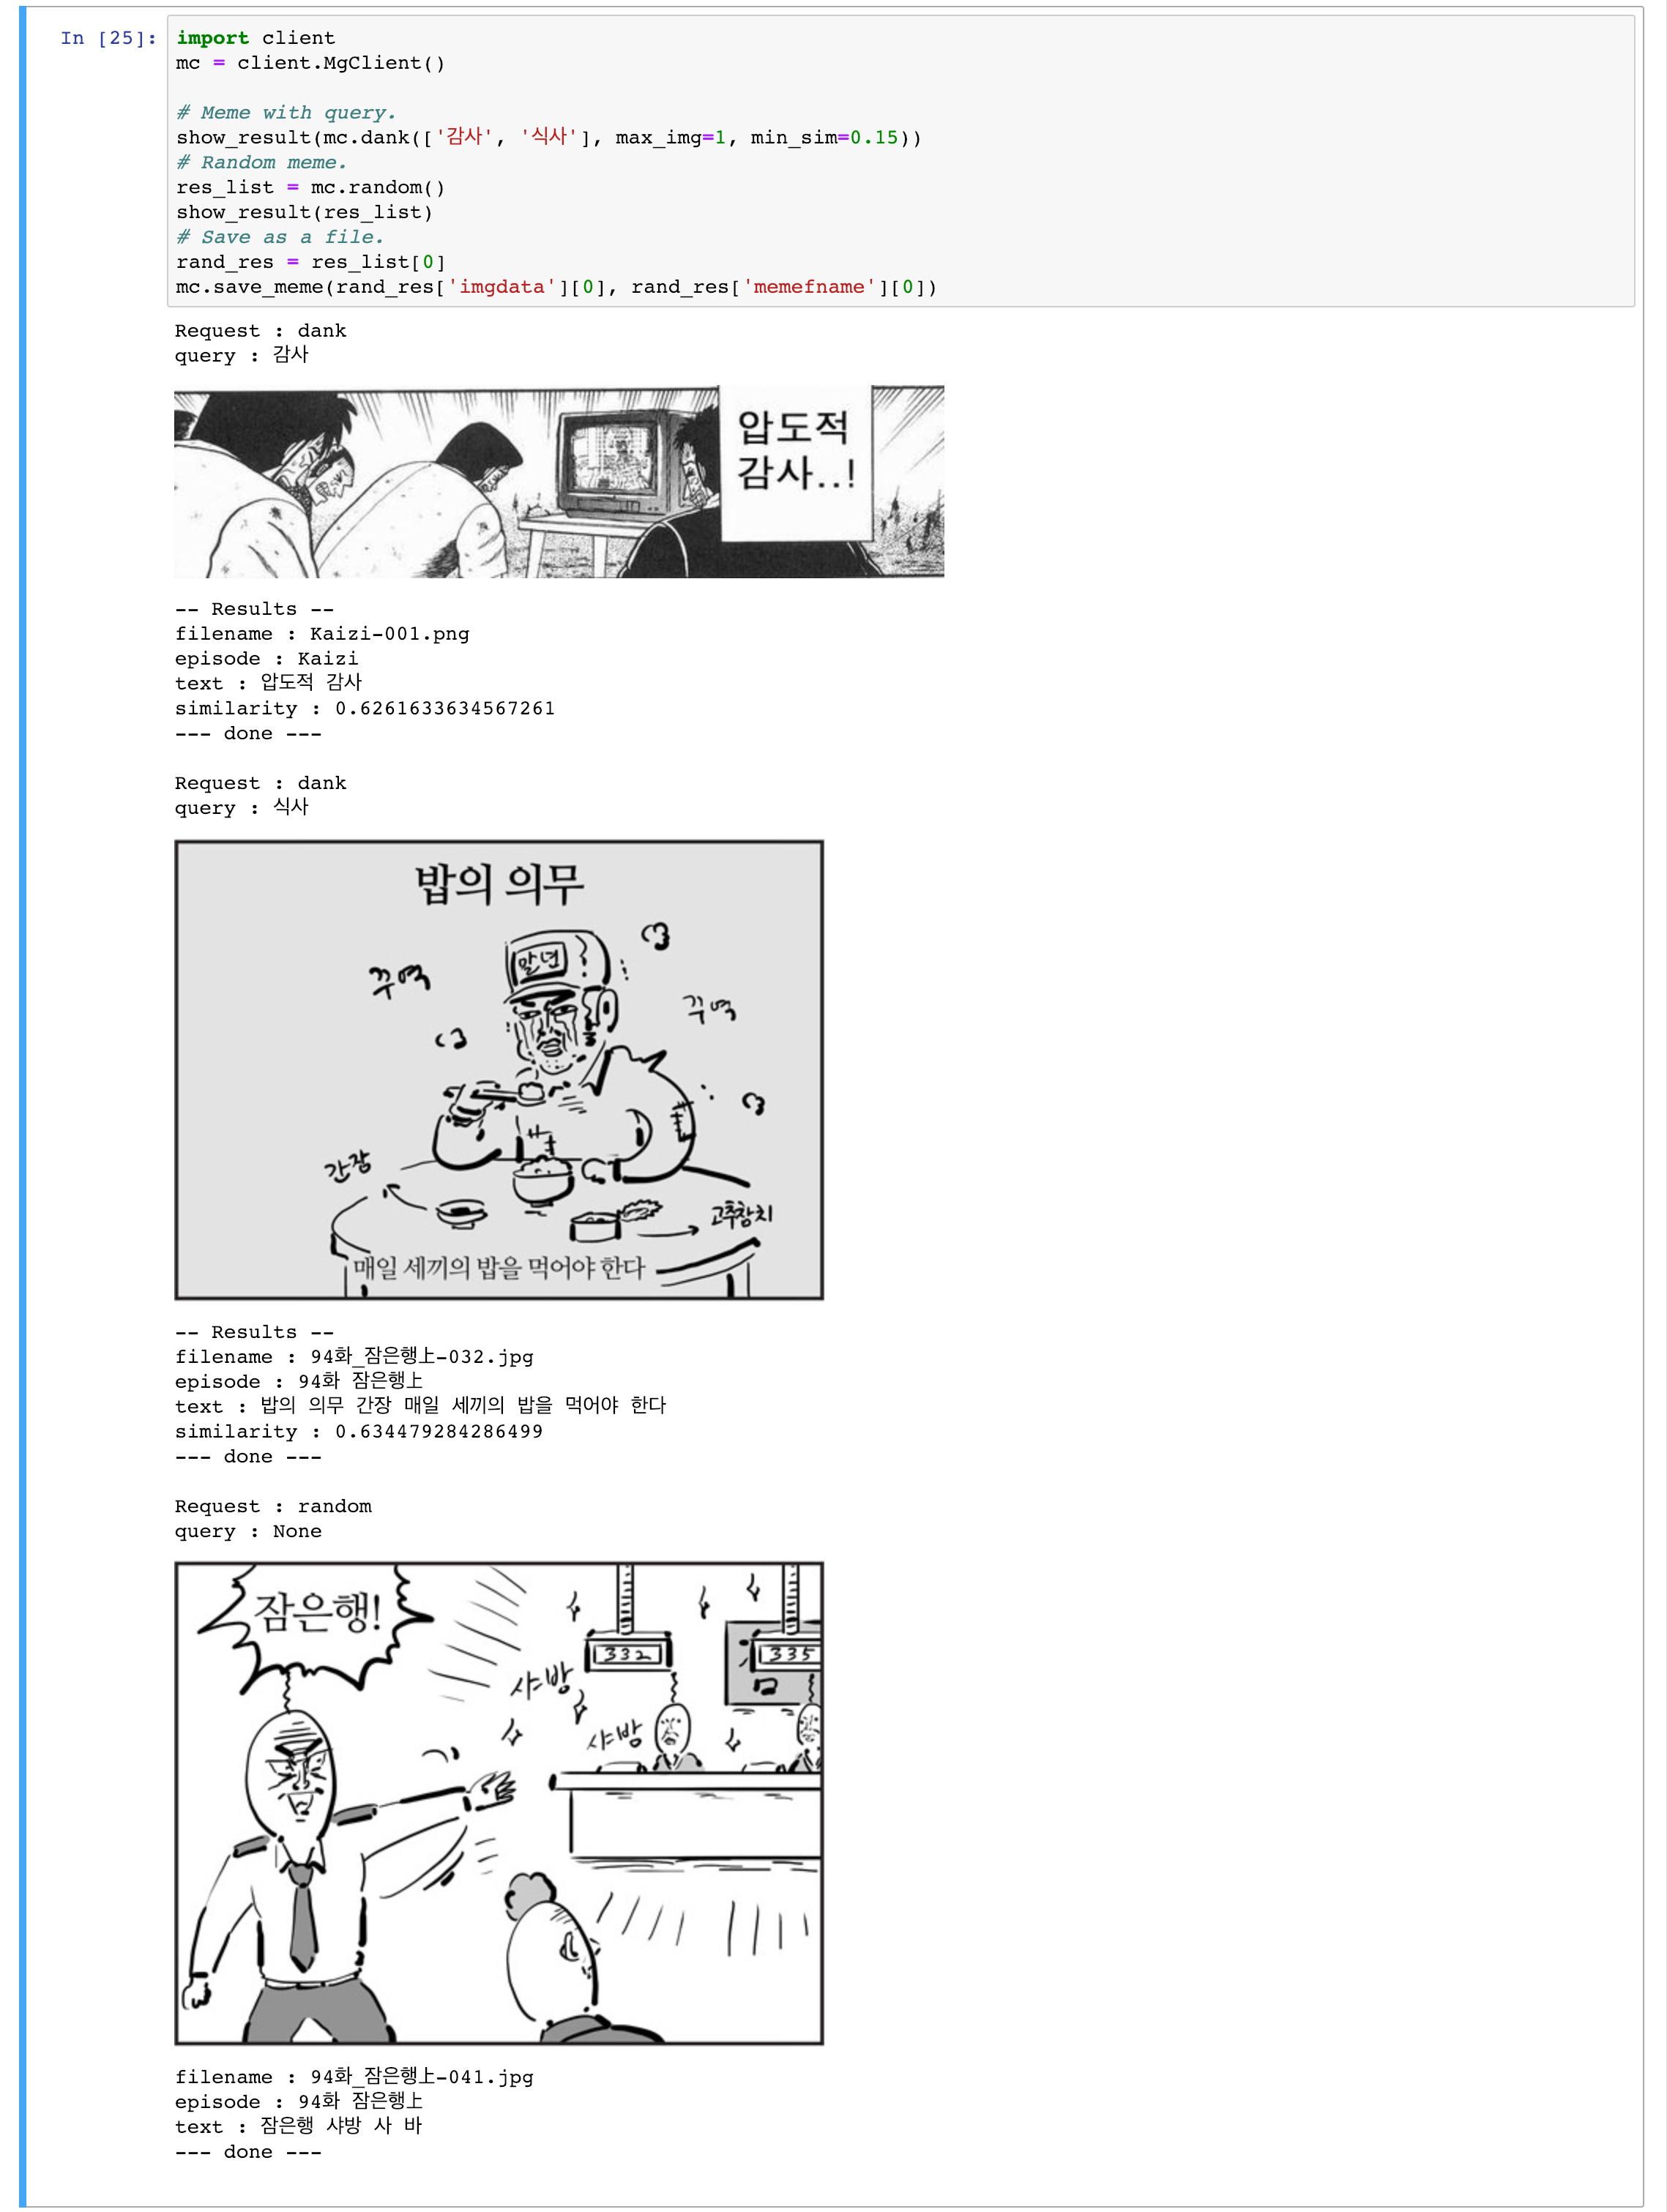 In [25]:
import client
mc = client.MgClient()
# Meme with query.
show_result(mc.dank(['감사', '식사'], max_img=1, min_sim=0.15))
# Random meme.
res_list = mc.random()
show_result(res_list)
# Save as a file.
rand_res = res_list[0]
mc.save_meme(rand_res['imgdata'][0], rand_res['memefname'][0])
Request : dank
query : 감사
압도적
감사..!
-- Results --
filename : Kaizi-001.png
episode : Kaizi
text : 압도적 감사
similarity : 0.6261633634567261
--- done ---
Request : dank
query : 식사
밥의 의무
말년
꾸역
꾸역
간장
고추참치
매일 세끼의 밥을 먹어야 한다
-- Results --
filename : 94화_잠은행上-032.jpg
episode : 94화 잠은행上
text : 밥의 의무 간장 매일 세끼의 밥을 먹어야 한다
similarity : 0.634479284286499
--- done ---
Request : random
query : None
잠은행!
332
335
샤방
샤방
filename : 94화_잠은행上-041.jpg
episode : 94화 잠은행上
text : 잠은행 샤방 사 바
--- done ---